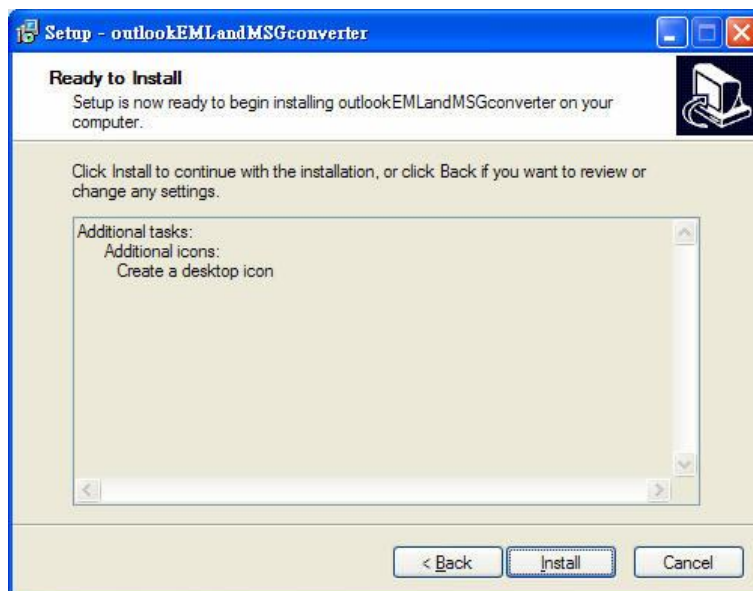 Setup - outlookEMLandMSGconverter
Ready to Install
Setup is now ready to begin installing outlookEMLandMSGconverter on your
computer.
Click Install to continue with the installation, or click Back if you want to review or
change any settings.
Additional tasks:
Additional icons:
Create a desktop icon
< Back
Install
Cancel